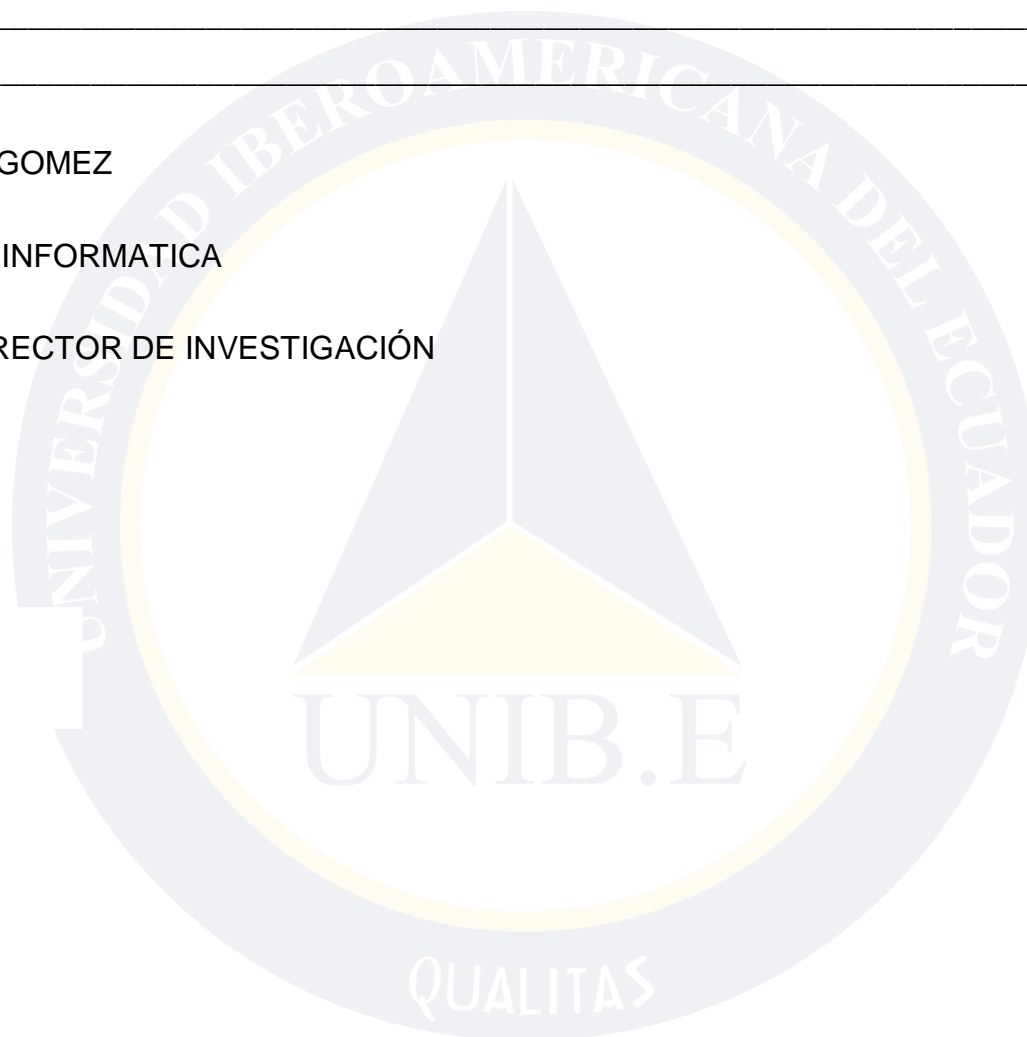 GOMEZ
INFORMATICA
RECTOR DE INVESTIGACIÓN
UNIVERSIDAD IBEROAMERICANA DEL ECUADOR
UNIB.E
QUALITAS